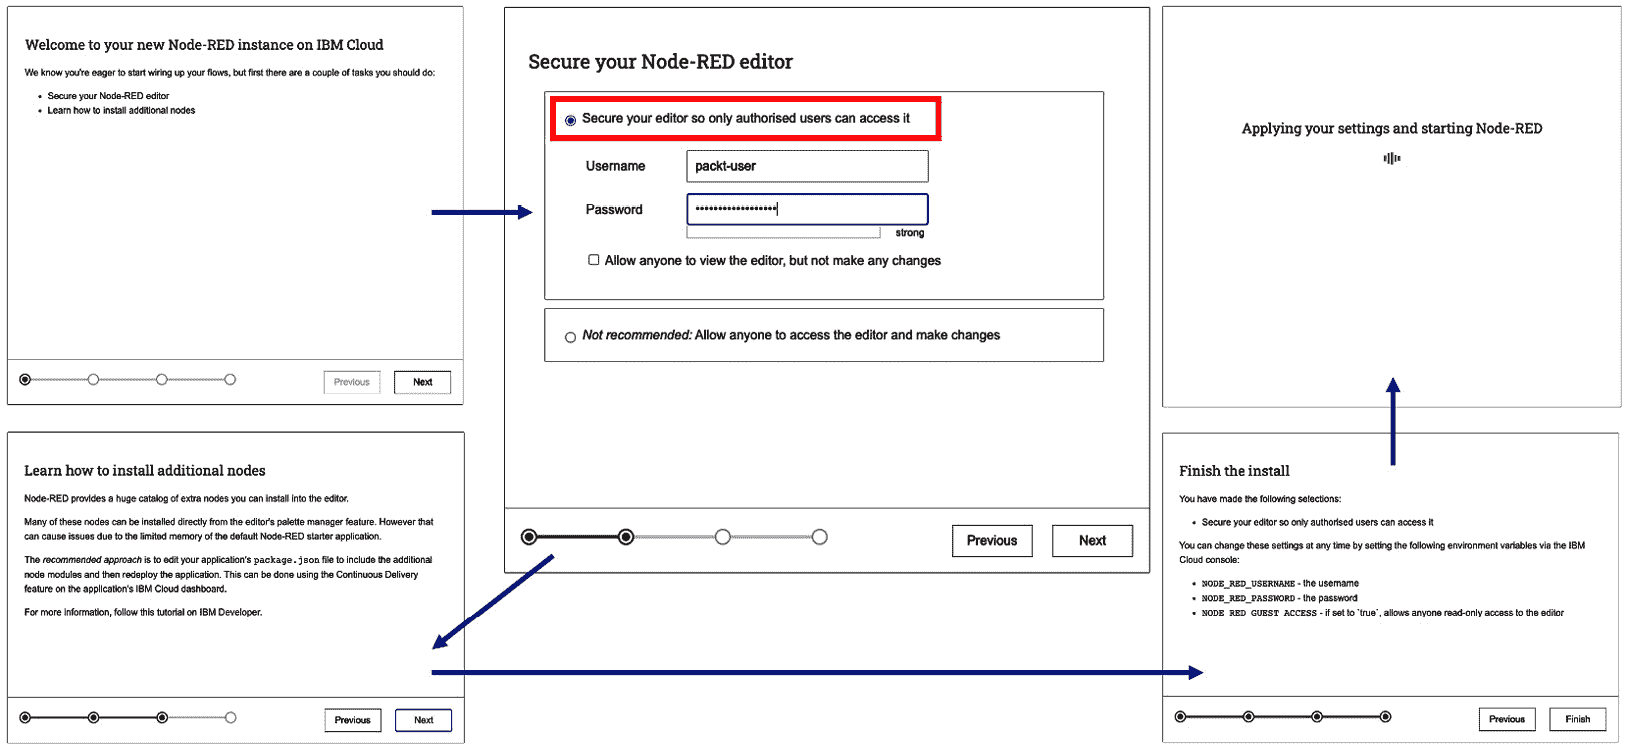 Welcome to your new Node-RED instance on IBM Cloud
We know you're eager to start wiring up your flows, but first there are a couple of tasks you should do:
• Secure your Node-RED editor
• Learn how to install additional nodes
Previous
Next
Secure your Node-RED editor
Secure your editor so only authorised users can access it
Username
packt-user
Password
•••••••••••••••••
strong
Allow anyone to view the editor, but not make any changes
Not recommended: Allow anyone to access the editor and make changes
Previous
Next
Learn how to install additional nodes
Node-RED provides a huge catalog of extra nodes you can install into the editor.
Many of these nodes can be installed directly from the editor's palette manager feature. However that
can cause issues due to the limited memory of the default Node-RED starter application.
The recommended approach is to edit your application's package.json file to include the additional
node modules and then redeploy the application. This can be done using the Continuous Delivery
feature on the application's IBM Cloud dashboard.
For more information, follow this tutorial on IBM Developer.
Previous
Next
Finish the install
You have made the following selections:
• Secure your editor so only authorised users can access it
You can change these settings at any time by setting the following environment variables via the IBM
Cloud console:
• NODE_RED_USERNAME - the username
• NODE_RED_PASSWORD - the password
• NODE_RED_GUEST_ACCESS - if set to `true`, allows anyone read-only access to the editor
Previous
Finish
Applying your settings and starting Node-RED